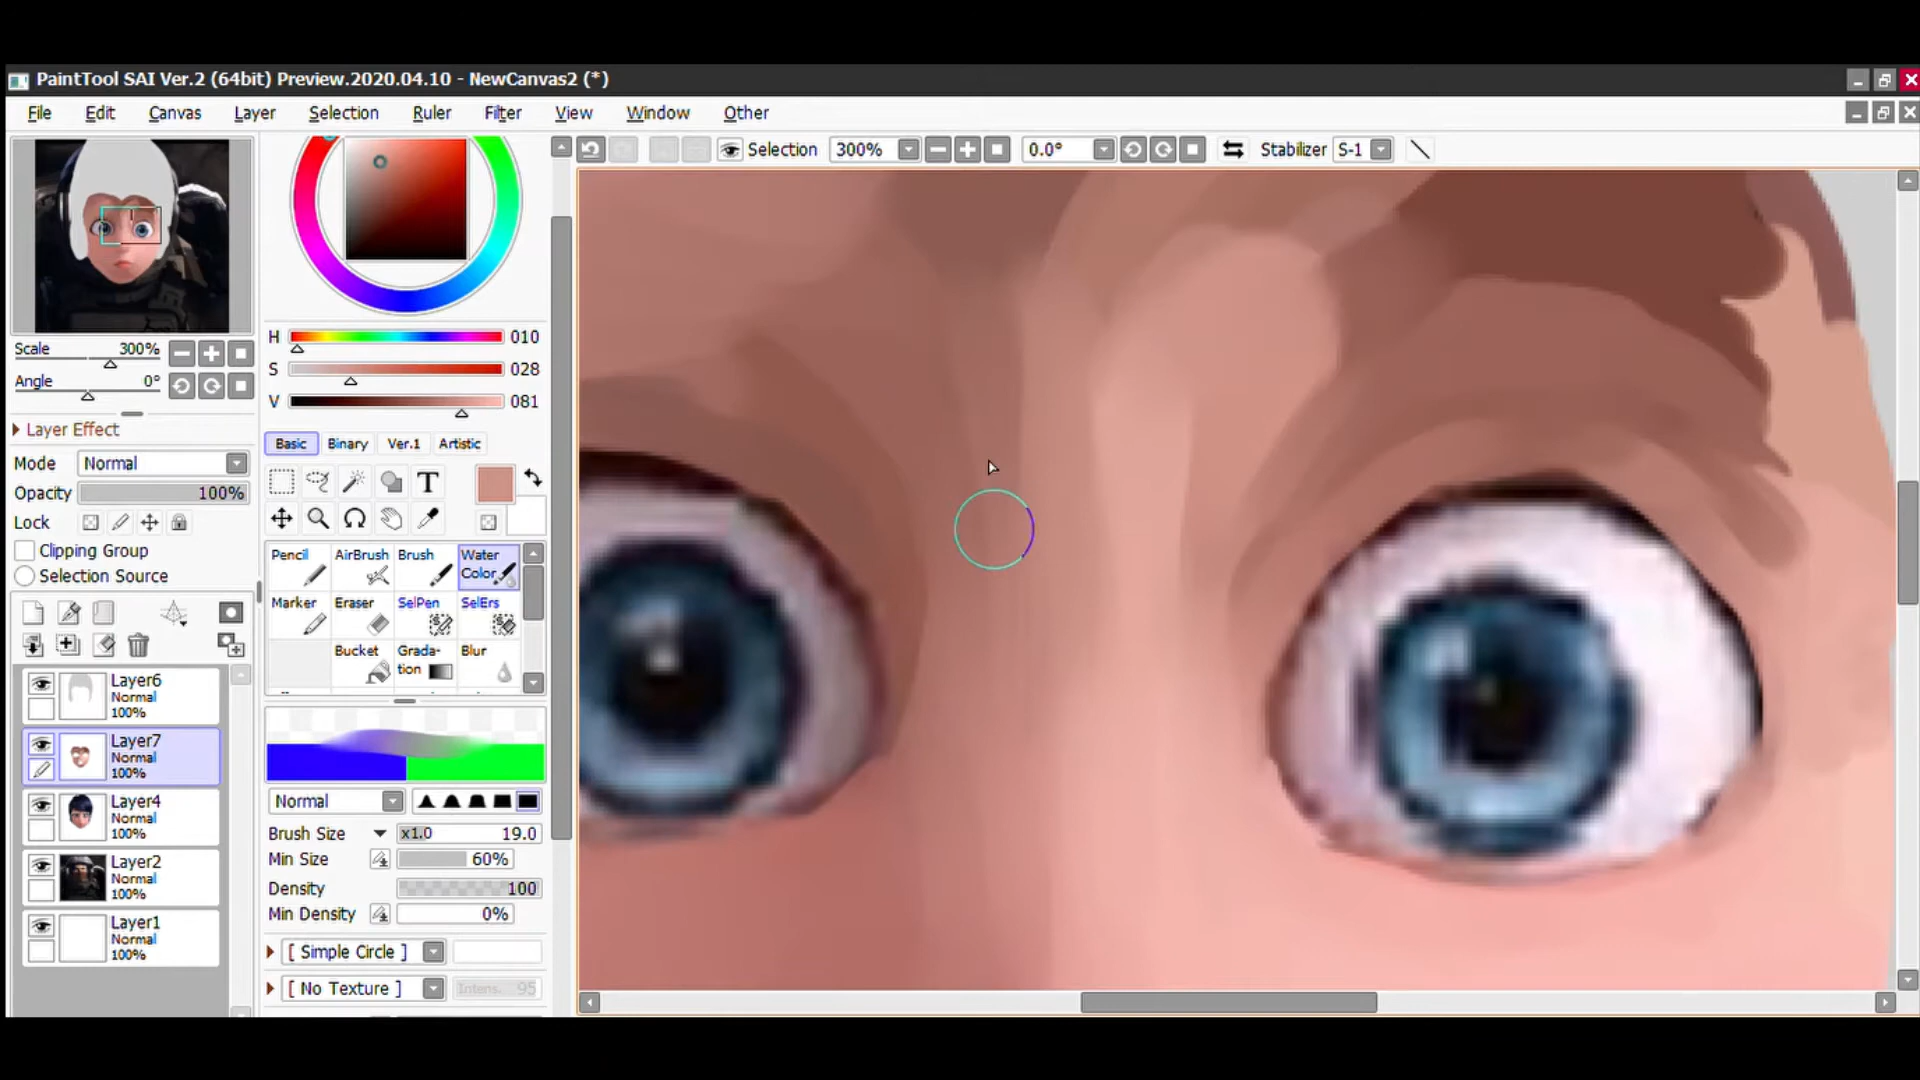 PaintTool SAI Ver.2 (64bit) Preview.2020.04.10 - NewCanvas2 (*)
File Edit Canvas Layer Selection Ruler Filter View Window Other
Selection 300% 0.0° Stabilizer S-1
Scale 300%
Angle 0°
Layer Effect
Mode Normal
Opacity 100%
Lock
Clipping Group
Selection Source
Layer6
Normal
100%
Layer7
Normal
100%
Layer4
Normal
100%
Layer2
Normal
100%
Layer1
Normal
100%
H 010
S 028
V 081
Basic Binary Ver.1 Artistic
T
Pencil AirBrush Brush Water
Color
Marker Eraser SelPen SelErs
Bucket Grada-
tion Blur
Normal
Brush Size x1.0 19.0
Min Size 60%
Density 100
Min Density 0%
[ Simple Circle ]
[ No Texture ] Intens. 95